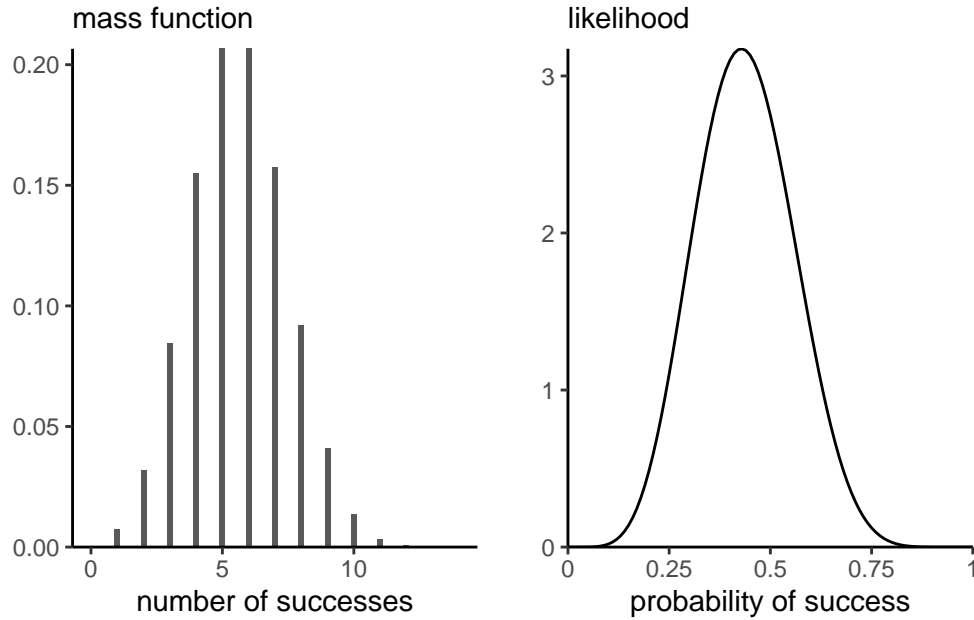 mass function
0.20
0.15
0.10
0.05
0.00
0 5 10
number of successes
likelihood
3
2
1
0
0 0.25 0.5 0.75 1
probability of success